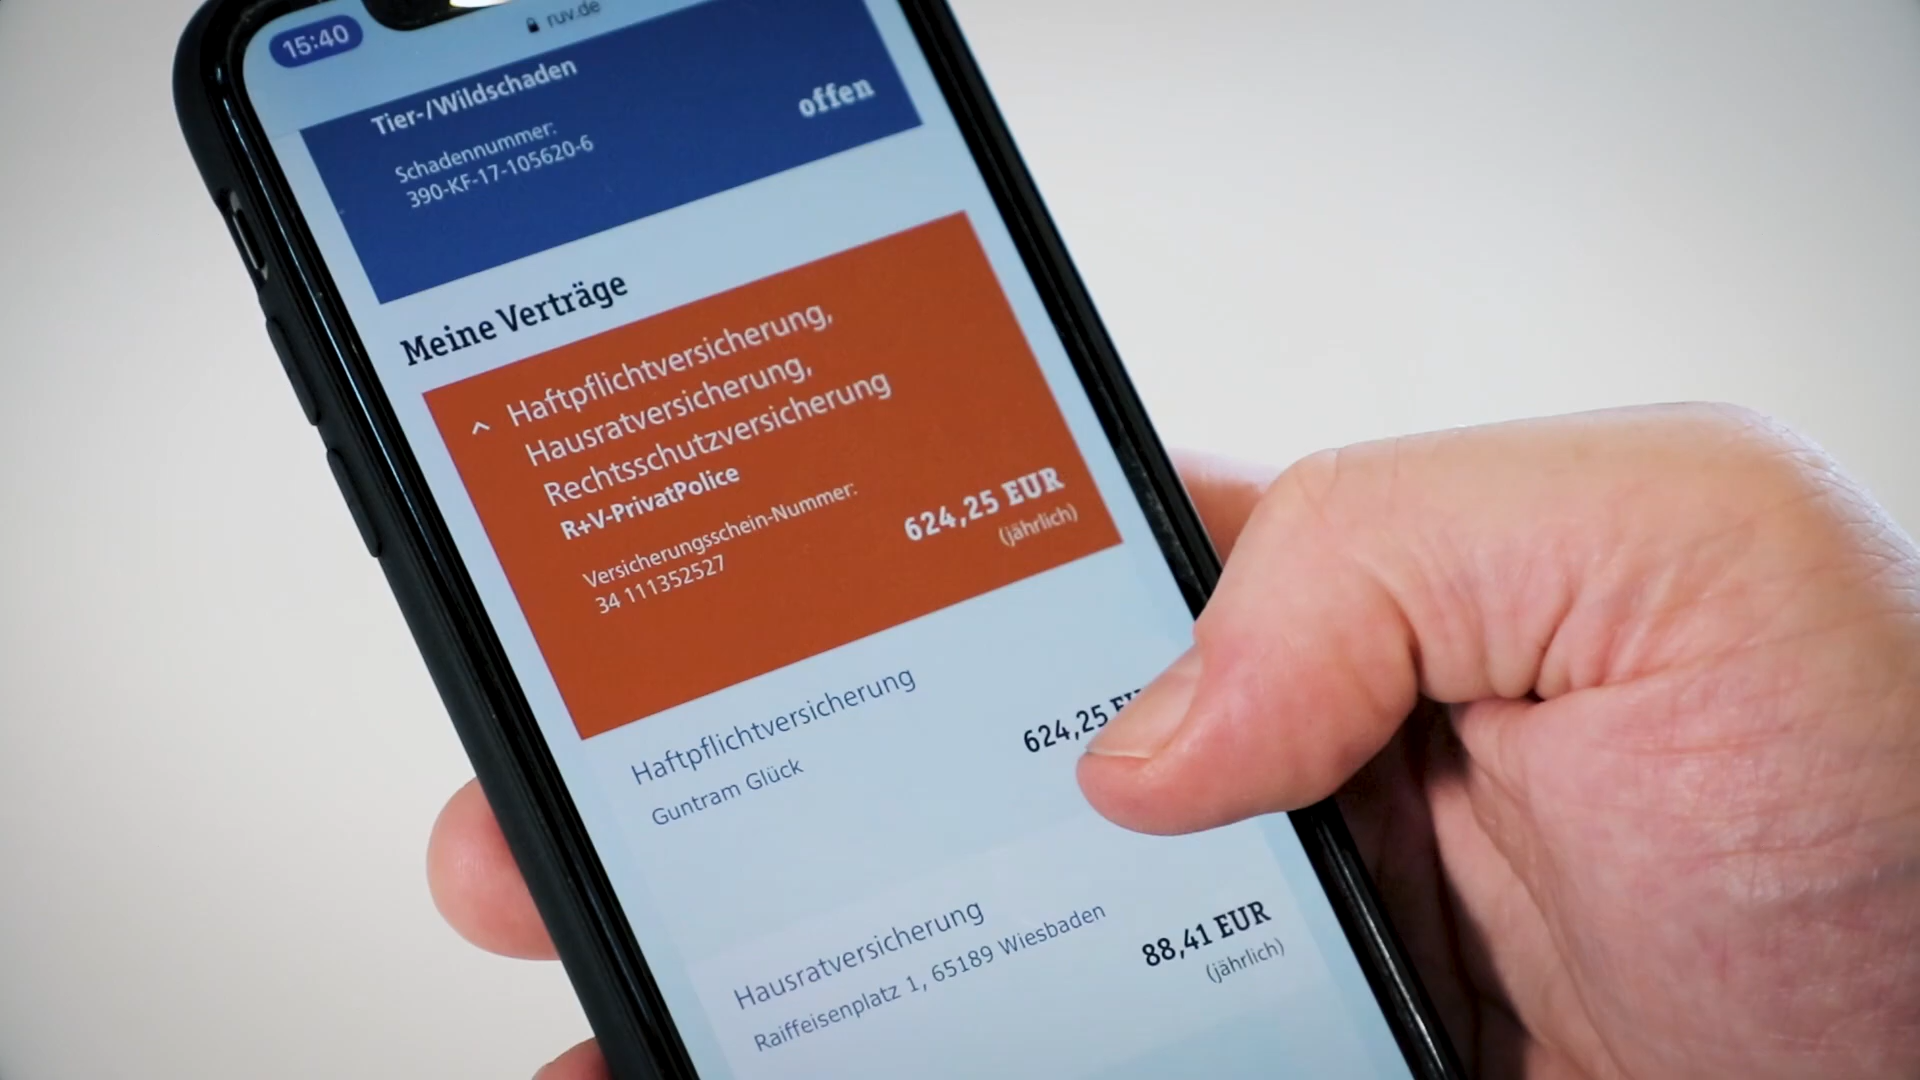 15:40
ruv.de
Tier-/Wildschaden
offen
Schadennummer:
390-KF-17-105620-6
Meine Verträge
Haftpflichtversicherung,
Hausratversicherung,
Rechtsschutzversicherung
R+V-PrivatPolice
Versicherungsschein-Nummer:
34 111352527
624,25 EUR
(jährlich)
Haftpflichtversicherung
Guntram Glück
624,25
Hausratversicherung
Raiffeisenplatz 1, 65189 Wiesbaden
88,41 EUR
(jährlich)